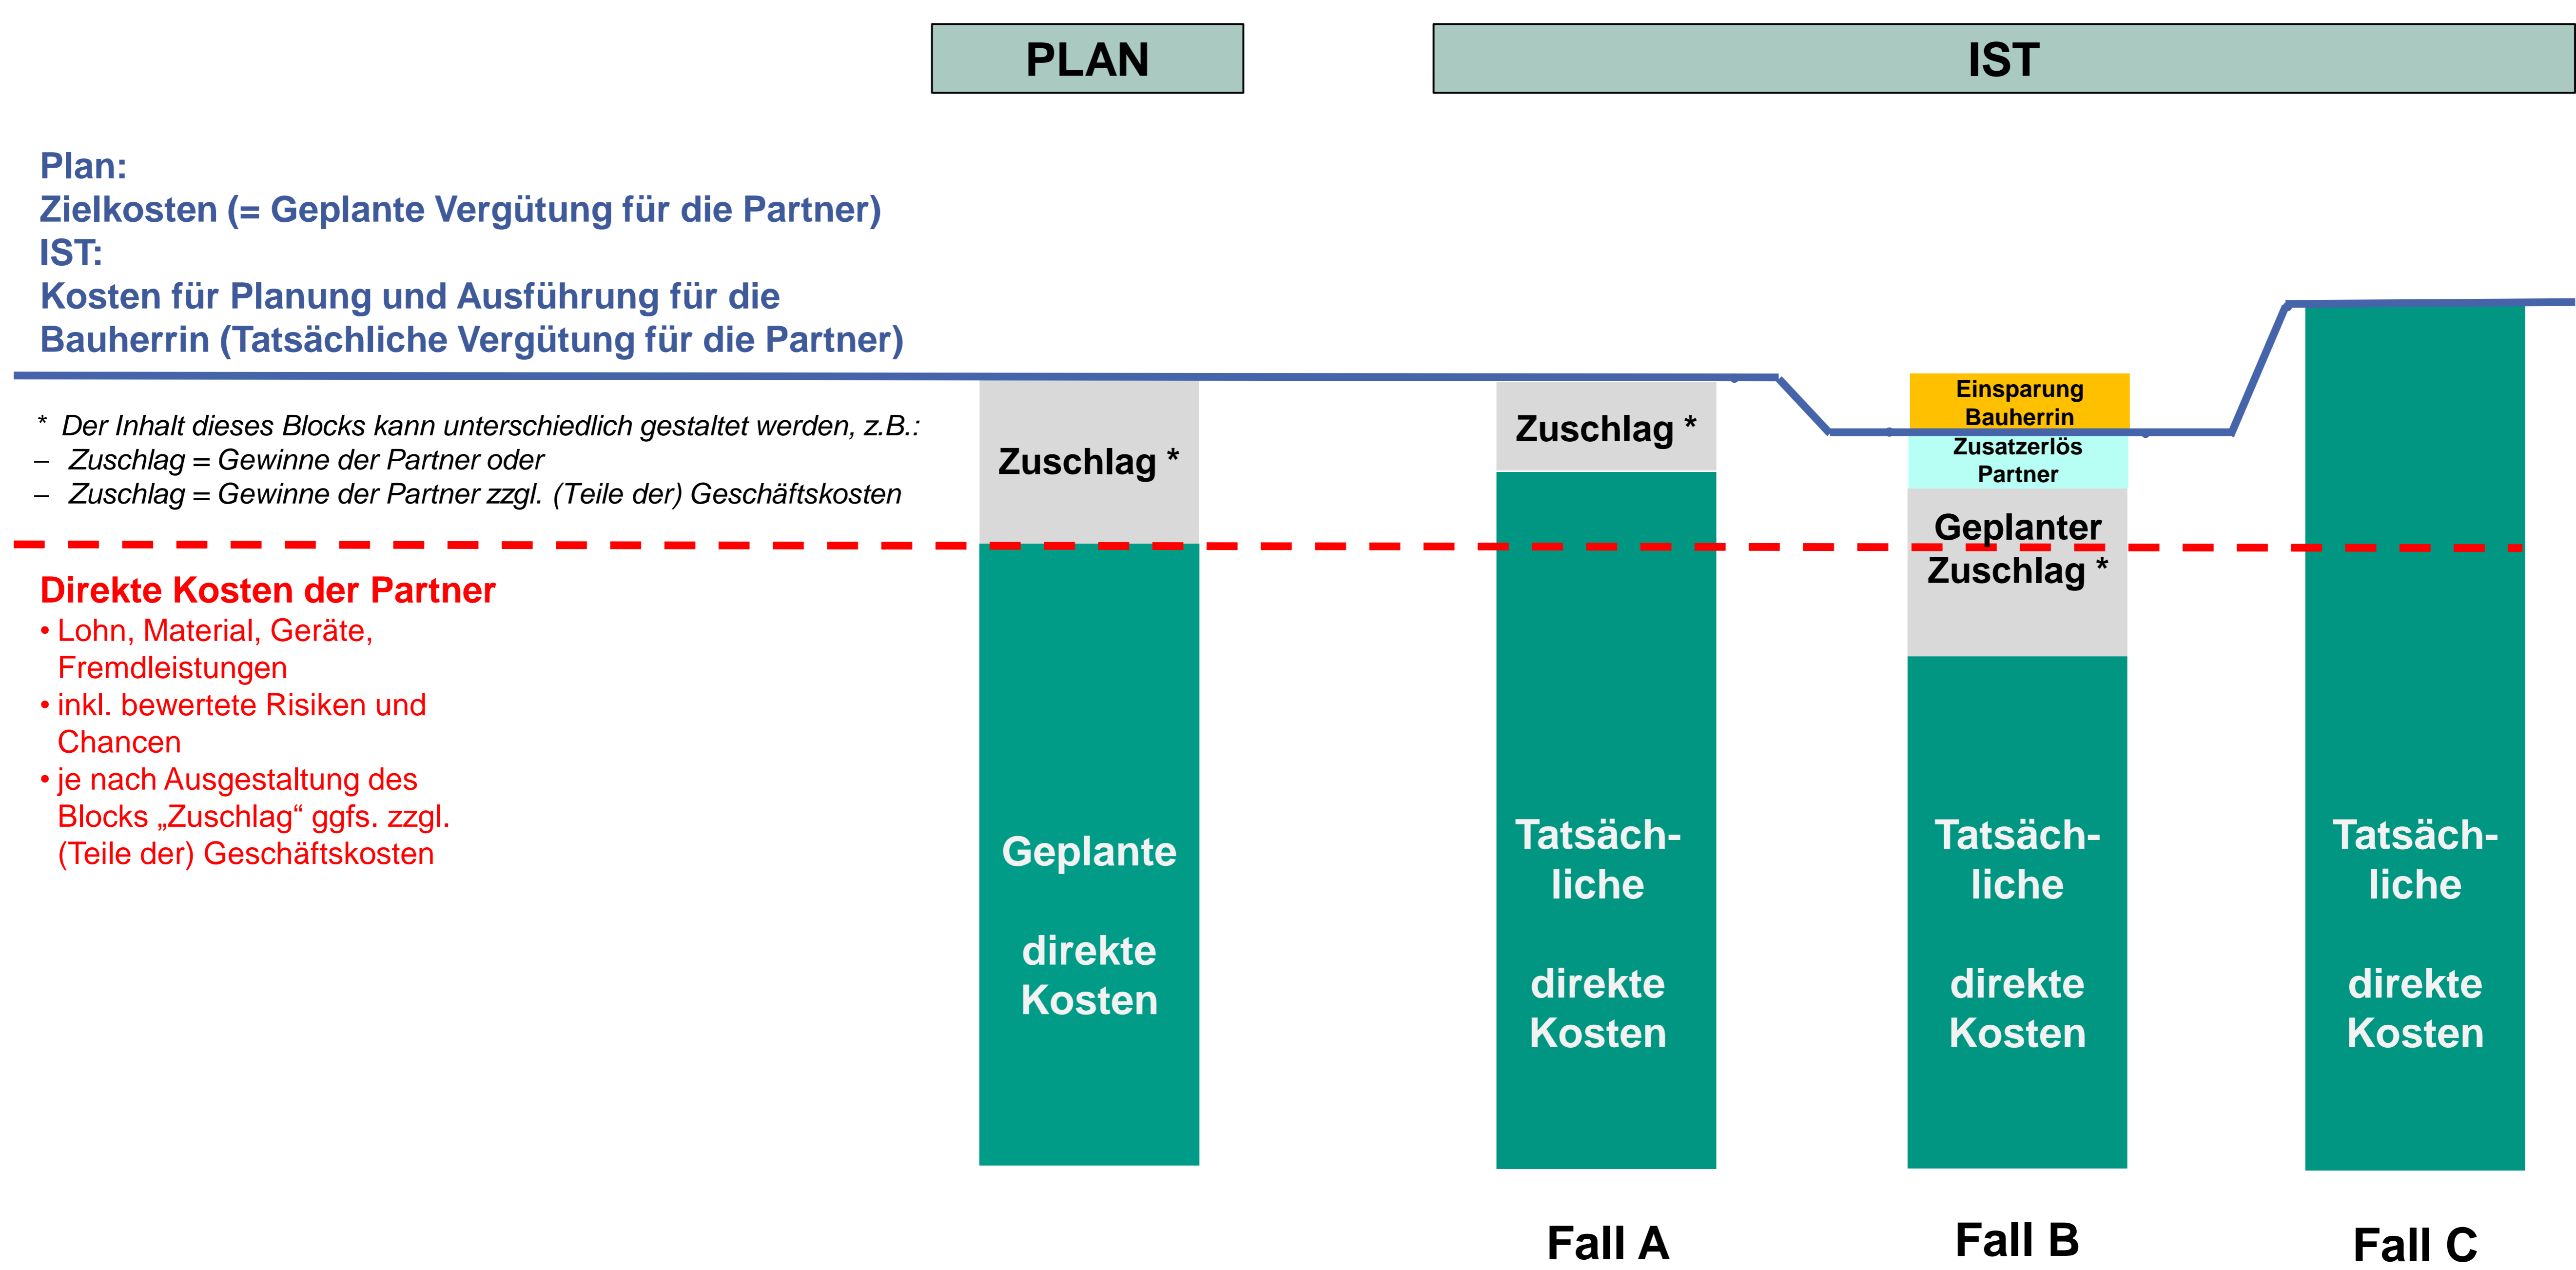 PLAN
IST
Plan:
Zielkosten (= Geplante Vergütung für die Partner)
IST:
Kosten für Planung und Ausführung für die
Bauherrin (Tatsächliche Vergütung für die Partner)
* Der Inhalt dieses Blocks kann unterschiedlich gestaltet werden, z.B.:
– Zuschlag = Gewinne der Partner oder
– Zuschlag = Gewinne der Partner zzgl. (Teile der) Geschäftskosten
Direkte Kosten der Partner
• Lohn, Material, Geräte,
Fremdleistungen
• inkl. bewertete Risiken und
Chancen
• je nach Ausgestaltung des
Blocks „Zuschlag“ ggfs. zzgl.
(Teile der) Geschäftskosten
Zuschlag *
Geplante
direkte
Kosten
Zuschlag *
Tatsäch-
liche
direkte
Kosten
Fall A
Einsparung
Bauherrin
Zusatzerlös
Partner
Geplanter
Zuschlag *
Tatsäch-
liche
direkte
Kosten
Fall B
Tatsäch-
liche
direkte
Kosten
Fall C